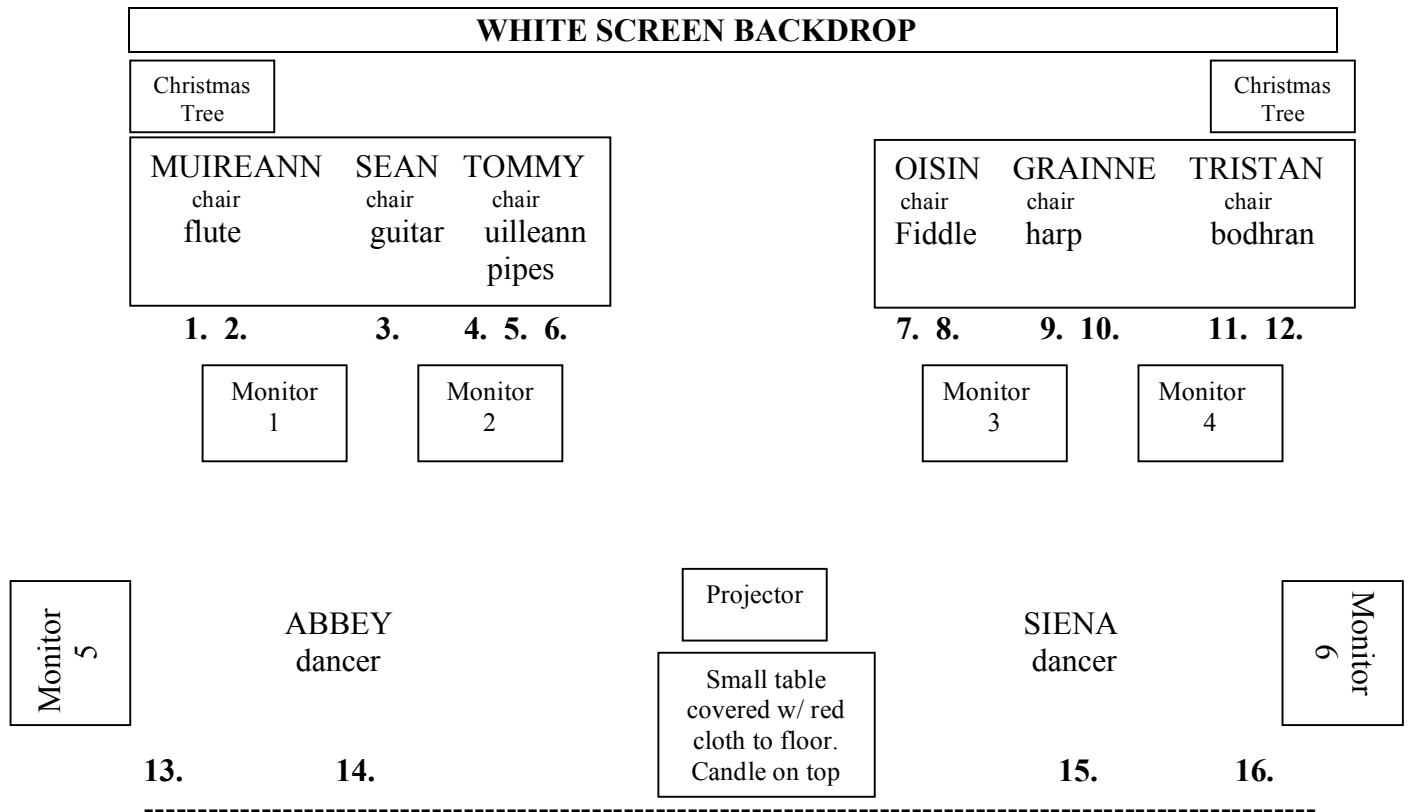 WHITE SCREEN BACKDROP
Christmas
Tree
Christmas
Tree
MUIREANN SEAN TOMMY
chair chair chair
flute guitar uilleann
pipes
OISIN GRAINNE TRISTAN
chair chair chair
Fiddle harp bodhran
1. 2. 3. 4. 5. 6. 7. 8. 9. 10. 11. 12.
Monitor
1
Monitor
2
Monitor
3
Monitor
4
Monitor
5
ABBEY
dancer
Projector
Small table
covered w/ red
cloth to floor.
Candle on top
SIENA
dancer
Monitor
6
13. 14. 15. 16.